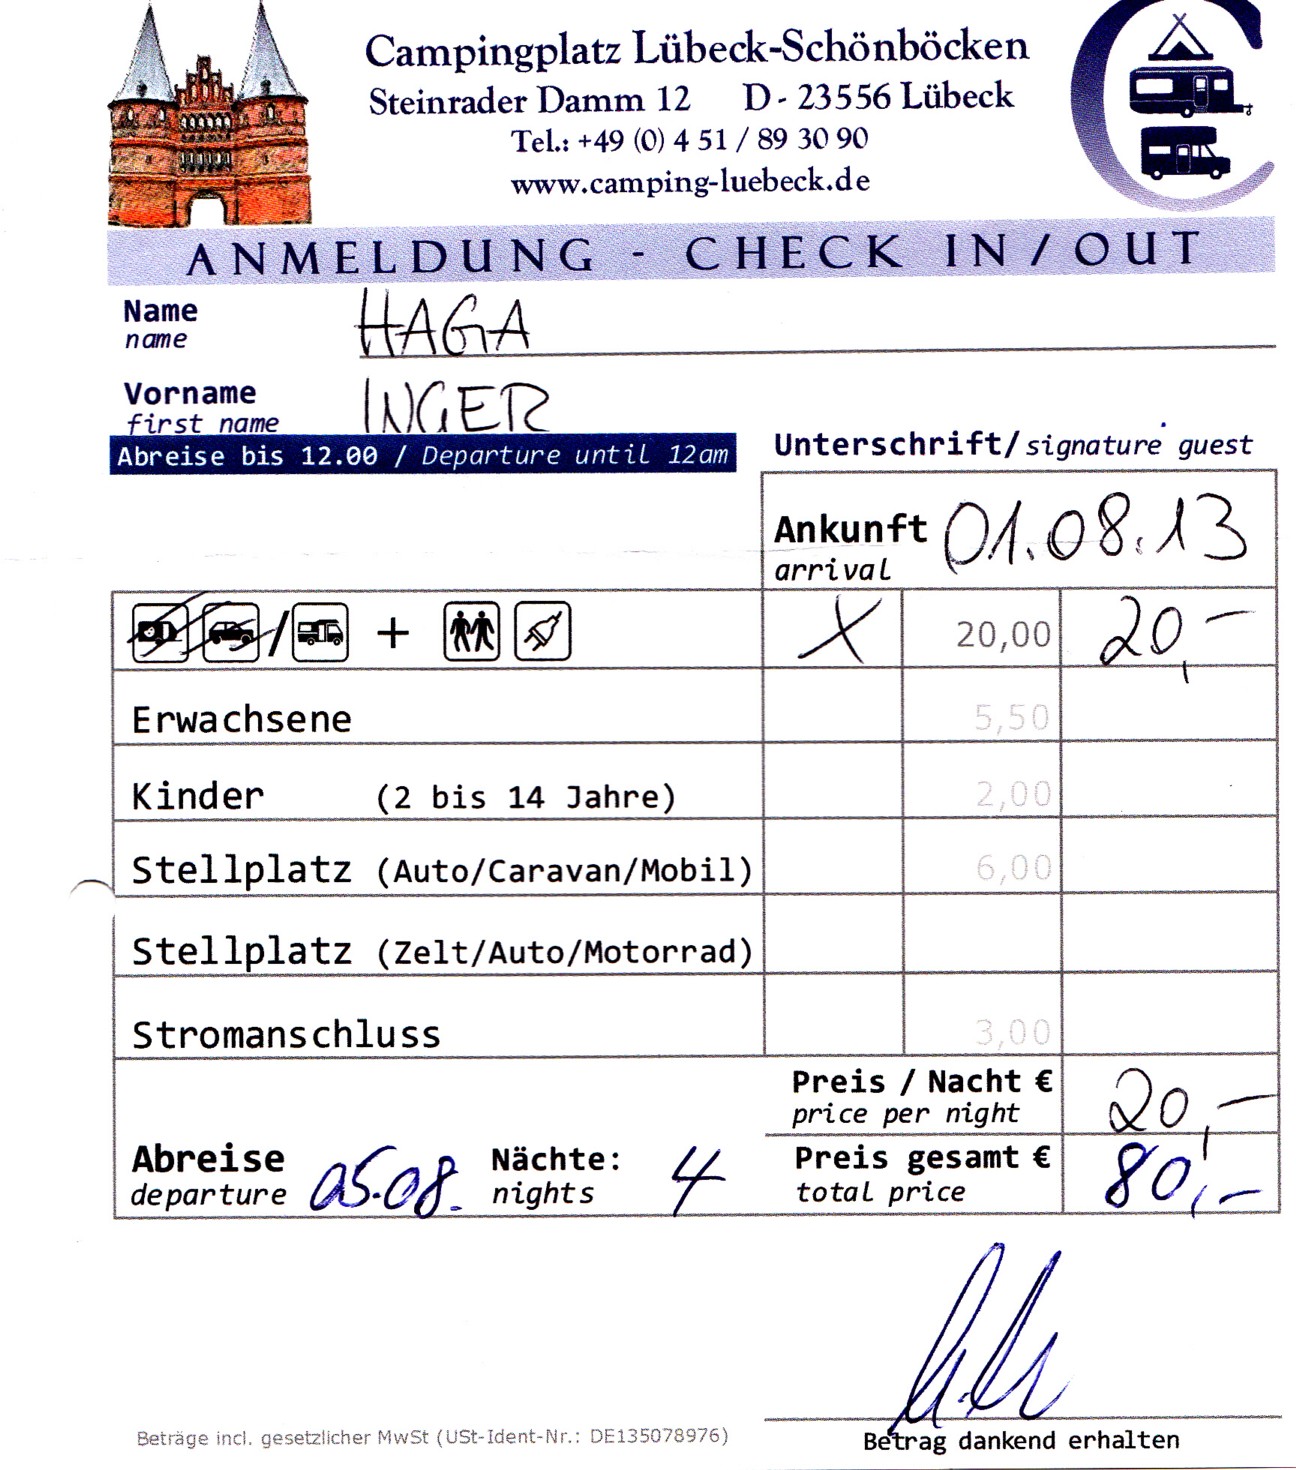 Campingplatz Lübeck-Schönböcken
Steinrader Damm 12 D - 23556 Lübeck
Tel.: +49 (0) 4 51 / 89 30 90
www.camping-luebeck.de
ANMELDUNG - CHECK IN / OUT
Name HAGA
name
Vorname INGER
first name
Abreise bis 12.00 / Departure until 12am
Unterschrift/ signature guest
Ankunft 01.08.13
arrival
/ + X 20,00 20,-
Erwachsene 5,50
Kinder (2 bis 14 Jahre) 2,00
Stellplatz (Auto/Caravan/Mobil) 6,00
Stellplatz (Zelt/Auto/Motorrad)
Stromanschluss 3,00
Preis / Nacht € 20,-
price per night
Abreise 05.08. Nächte: 4 Preis gesamt € 80,-
departure nights total price
Beträge incl. gesetzlicher MwSt (USt-Ident-Nr.: DE135078976)
Betrag dankend erhalten